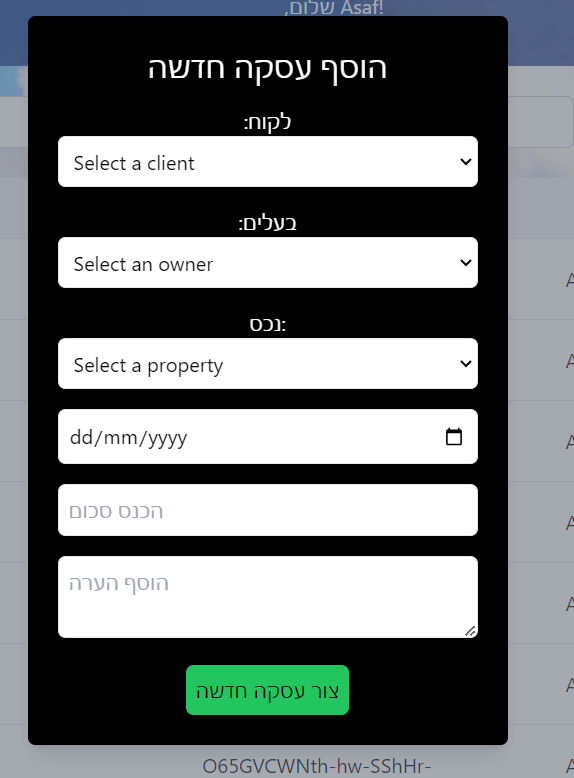 ,שלום Asaf!
הוסף עסקה חדשה
לקוח:
Select a client
בעלים:
Select an owner
:נכס
Select a property
dd/mm/yyyy
הכנס סכום
הוסף הערה
צור עסקה חדשה
O65GVCWNth-hw-SShHr-